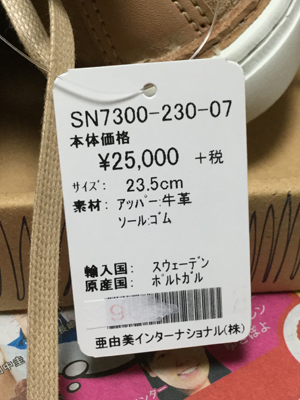 SN7300-230-07
本体価格
¥25,000 +税
サイズ: 23.5cm
素材: アッパー:牛革
ソール:ゴム
輸入国: スウェーデン
原産国: ポルトガル
亜由美インターナショナル(株)